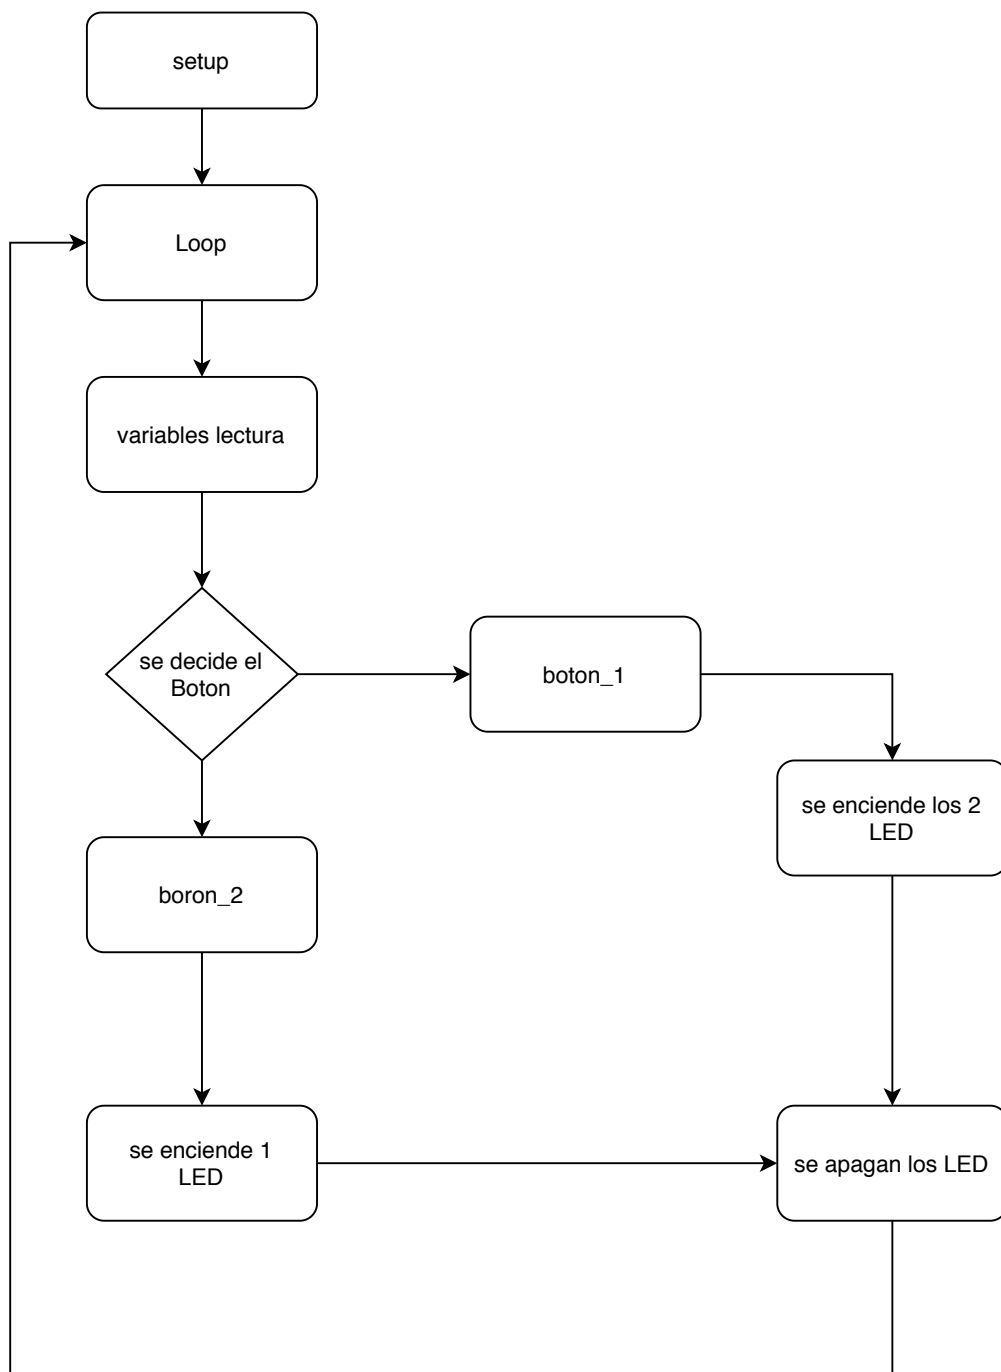 setup
Loop
variables lectura
se decide el
Boton
boton_1
se enciende los 2
LED
boron_2
se enciende 1
LED
se apagan los LED